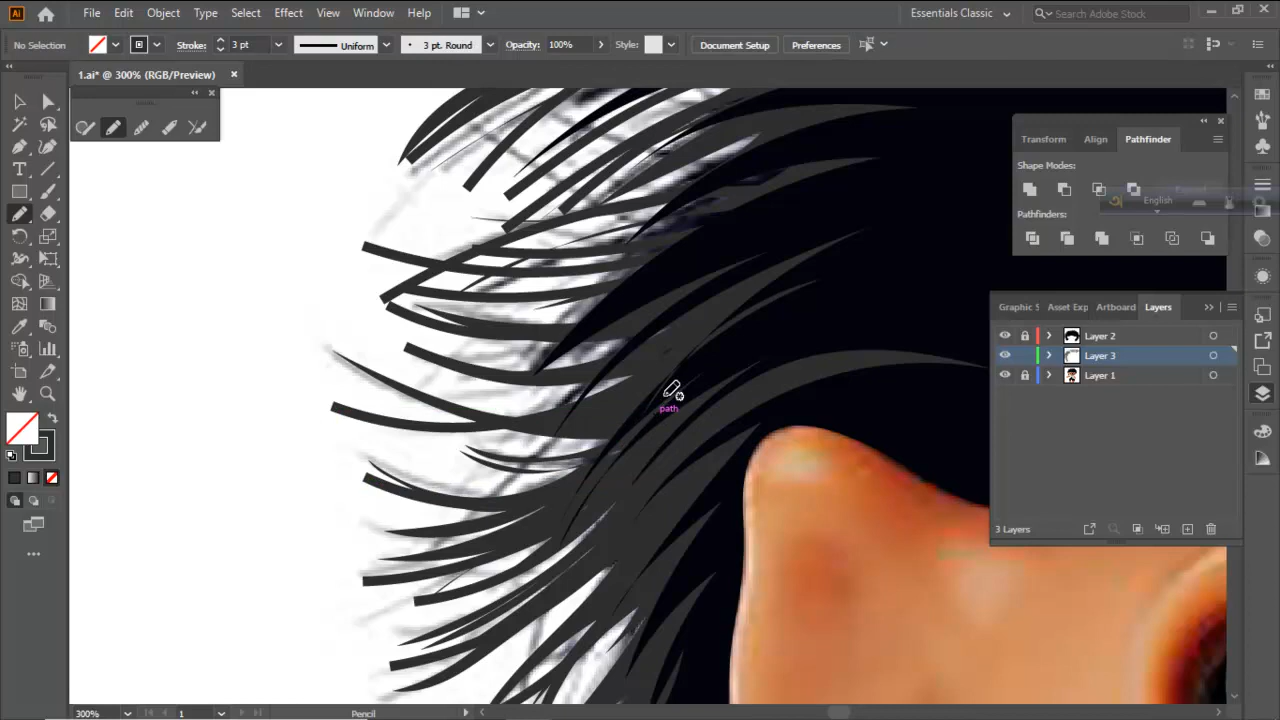 Ai File Edit Object Type Select Effect View Window Help Essentials Classic Search Adobe Stock
No Selection Stroke: 3 pt Uniform 3 pt. Round Opacity: 100% Style: Document Setup Preferences
1.ai* @ 300% (RGB/Preview)
Transform Align Pathfinder
Shape Modes:
English
Pathfinders:
Graphic S Asset Exp Artboard Layers
Layer 2
Layer 3
Layer 1
path
3 Layers
300% 1 Pencil